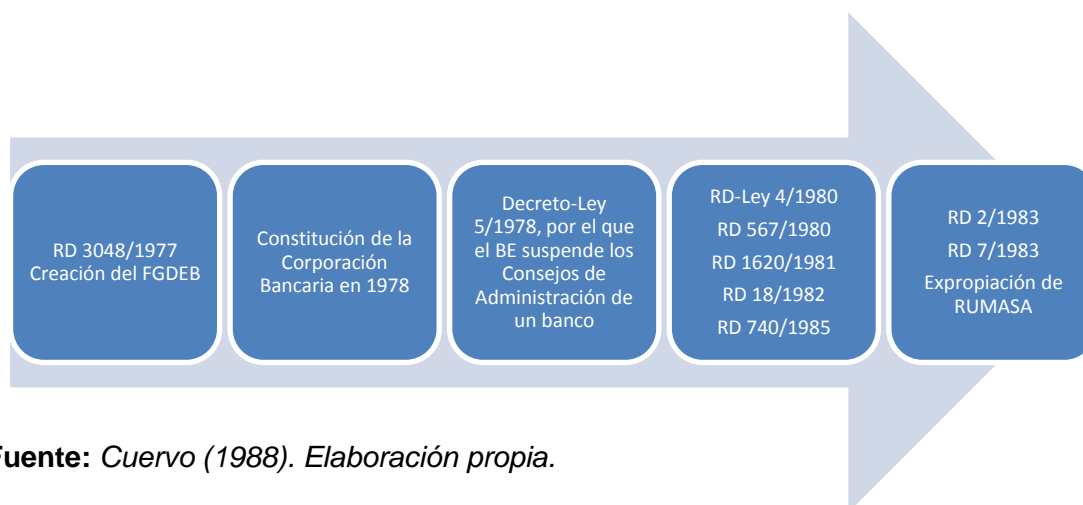 RD 3048/1977
Creación del FGDEB
Constitución de la
Corporación
Bancaria en 1978
Decreto-Ley
5/1978, por el que
el BE suspende los
Consejos de
Administración de
un banco
RD-Ley 4/1980
RD 567/1980
RD 1620/1981
RD 18/1982
RD 740/1985
RD 2/1983
RD 7/1983
Expropiación de
RUMASA
Fuente: Cuervo (1988). Elaboración propia.